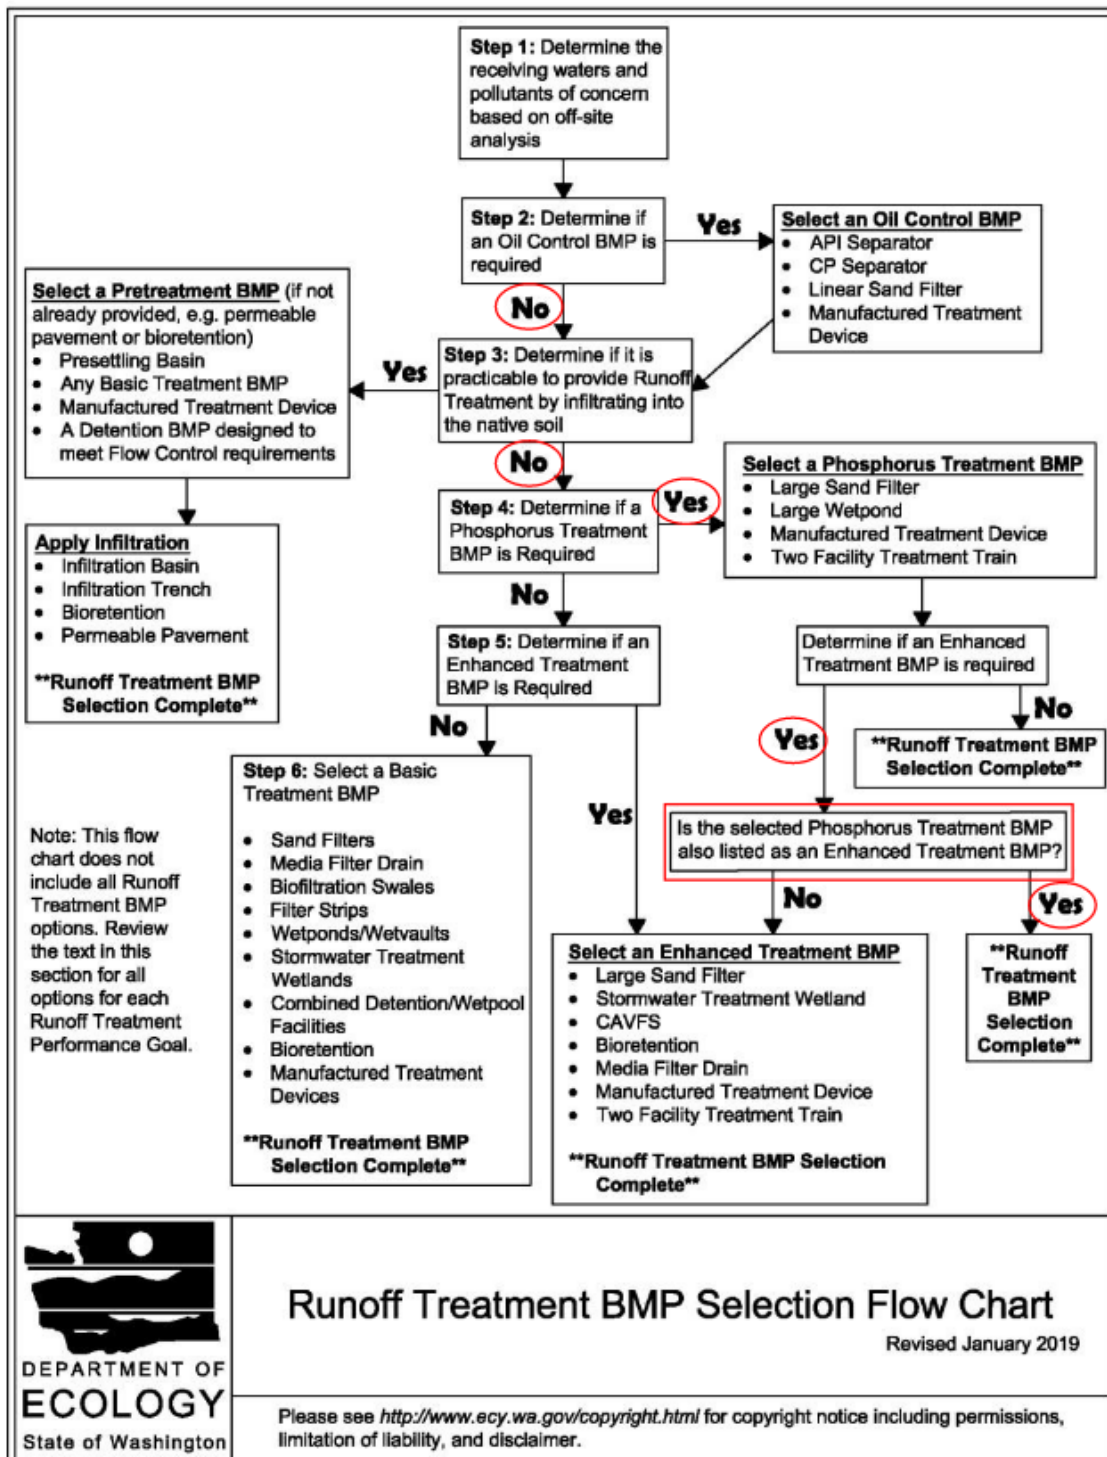 Step 1: Determine the
receiving waters and
pollutants of concern
based on off-site
analysis
Step 2: Determine if
an Oil Control BMP is
required
Yes
Select an Oil Control BMP
• API Separator
• CP Separator
• Linear Sand Filter
• Manufactured Treatment
Device
No
Select a Pretreatment BMP (if not
already provided, e.g. permeable
pavement or bioretention)
• Presettling Basin
• Any Basic Treatment BMP
• Manufactured Treatment Device
• A Detention BMP designed to
meet Flow Control requirements
Yes
Step 3: Determine if it is
practicable to provide Runoff
Treatment by infiltrating into
the native soil
No
Apply Infiltration
• Infiltration Basin
• Infiltration Trench
• Bioretention
• Permeable Pavement
**Runoff Treatment BMP
Selection Complete**
Step 4: Determine if a
Phosphorus Treatment
BMP is Required
Yes
Select a Phosphorus Treatment BMP
• Large Sand Filter
• Large Wetpond
• Manufactured Treatment Device
• Two Facility Treatment Train
No
Step 5: Determine if an
Enhanced Treatment
BMP is Required
Determine if an Enhanced
Treatment BMP is required
No
**Runoff Treatment BMP
Selection Complete**
Yes
No
Yes
Is the selected Phosphorus Treatment BMP
also listed as an Enhanced Treatment BMP?
No
Yes
**Runoff
Treatment
BMP
Selection
Complete**
Note: This flow
chart does not
include all Runoff
Treatment BMP
options. Review
the text in this
section for all
options for each
Runoff Treatment
Performance Goal.
Step 6: Select a Basic
Treatment BMP
• Sand Filters
• Media Filter Drain
• Biofiltration Swales
• Filter Strips
• Wetponds/Wetvaults
• Stormwater Treatment
Wetlands
• Combined Detention/Wetpool
Facilities
• Bioretention
• Manufactured Treatment
Devices
**Runoff Treatment BMP
Selection Complete**
Select an Enhanced Treatment BMP
• Large Sand Filter
• Stormwater Treatment Wetland
• CAVFS
• Bioretention
• Media Filter Drain
• Manufactured Treatment Device
• Two Facility Treatment Train
**Runoff Treatment BMP Selection
Complete**
DEPARTMENT OF
ECOLOGY
State of Washington
Runoff Treatment BMP Selection Flow Chart
Revised January 2019
Please see http://www.ecy.wa.gov/copyright.html for copyright notice including permissions,
limitation of liability, and disclaimer.